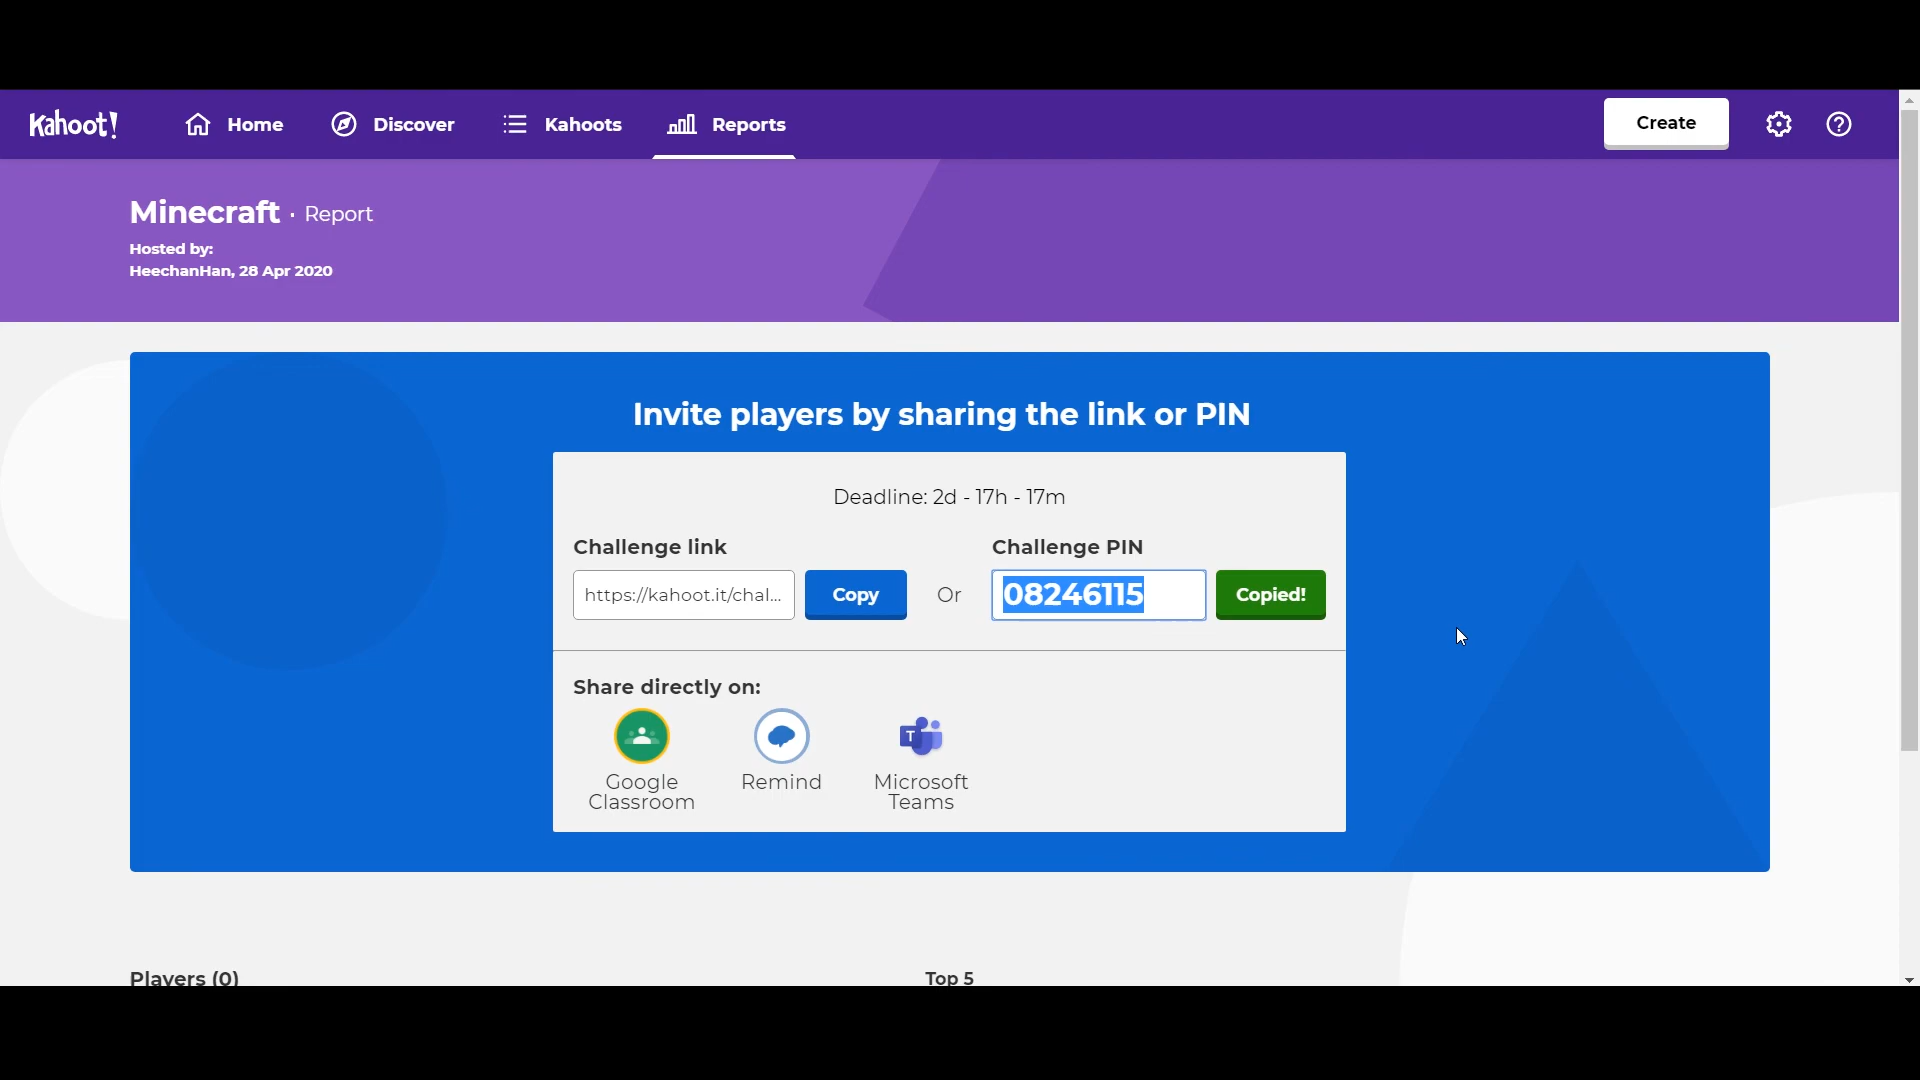 Kahoot!
Home
Discover
Kahoots
Reports
Create
Minecraft · Report
Hosted by:
HeechanHan, 28 Apr 2020
Invite players by sharing the link or PIN
Deadline: 2d - 17h - 17m
Challenge link
Challenge PIN
https://kahoot.it/chal...
Copy
Or
08246115
Copied!
Share directly on:
T
Google
Classroom
Remind
Microsoft
Teams
Players (0)
Top 5